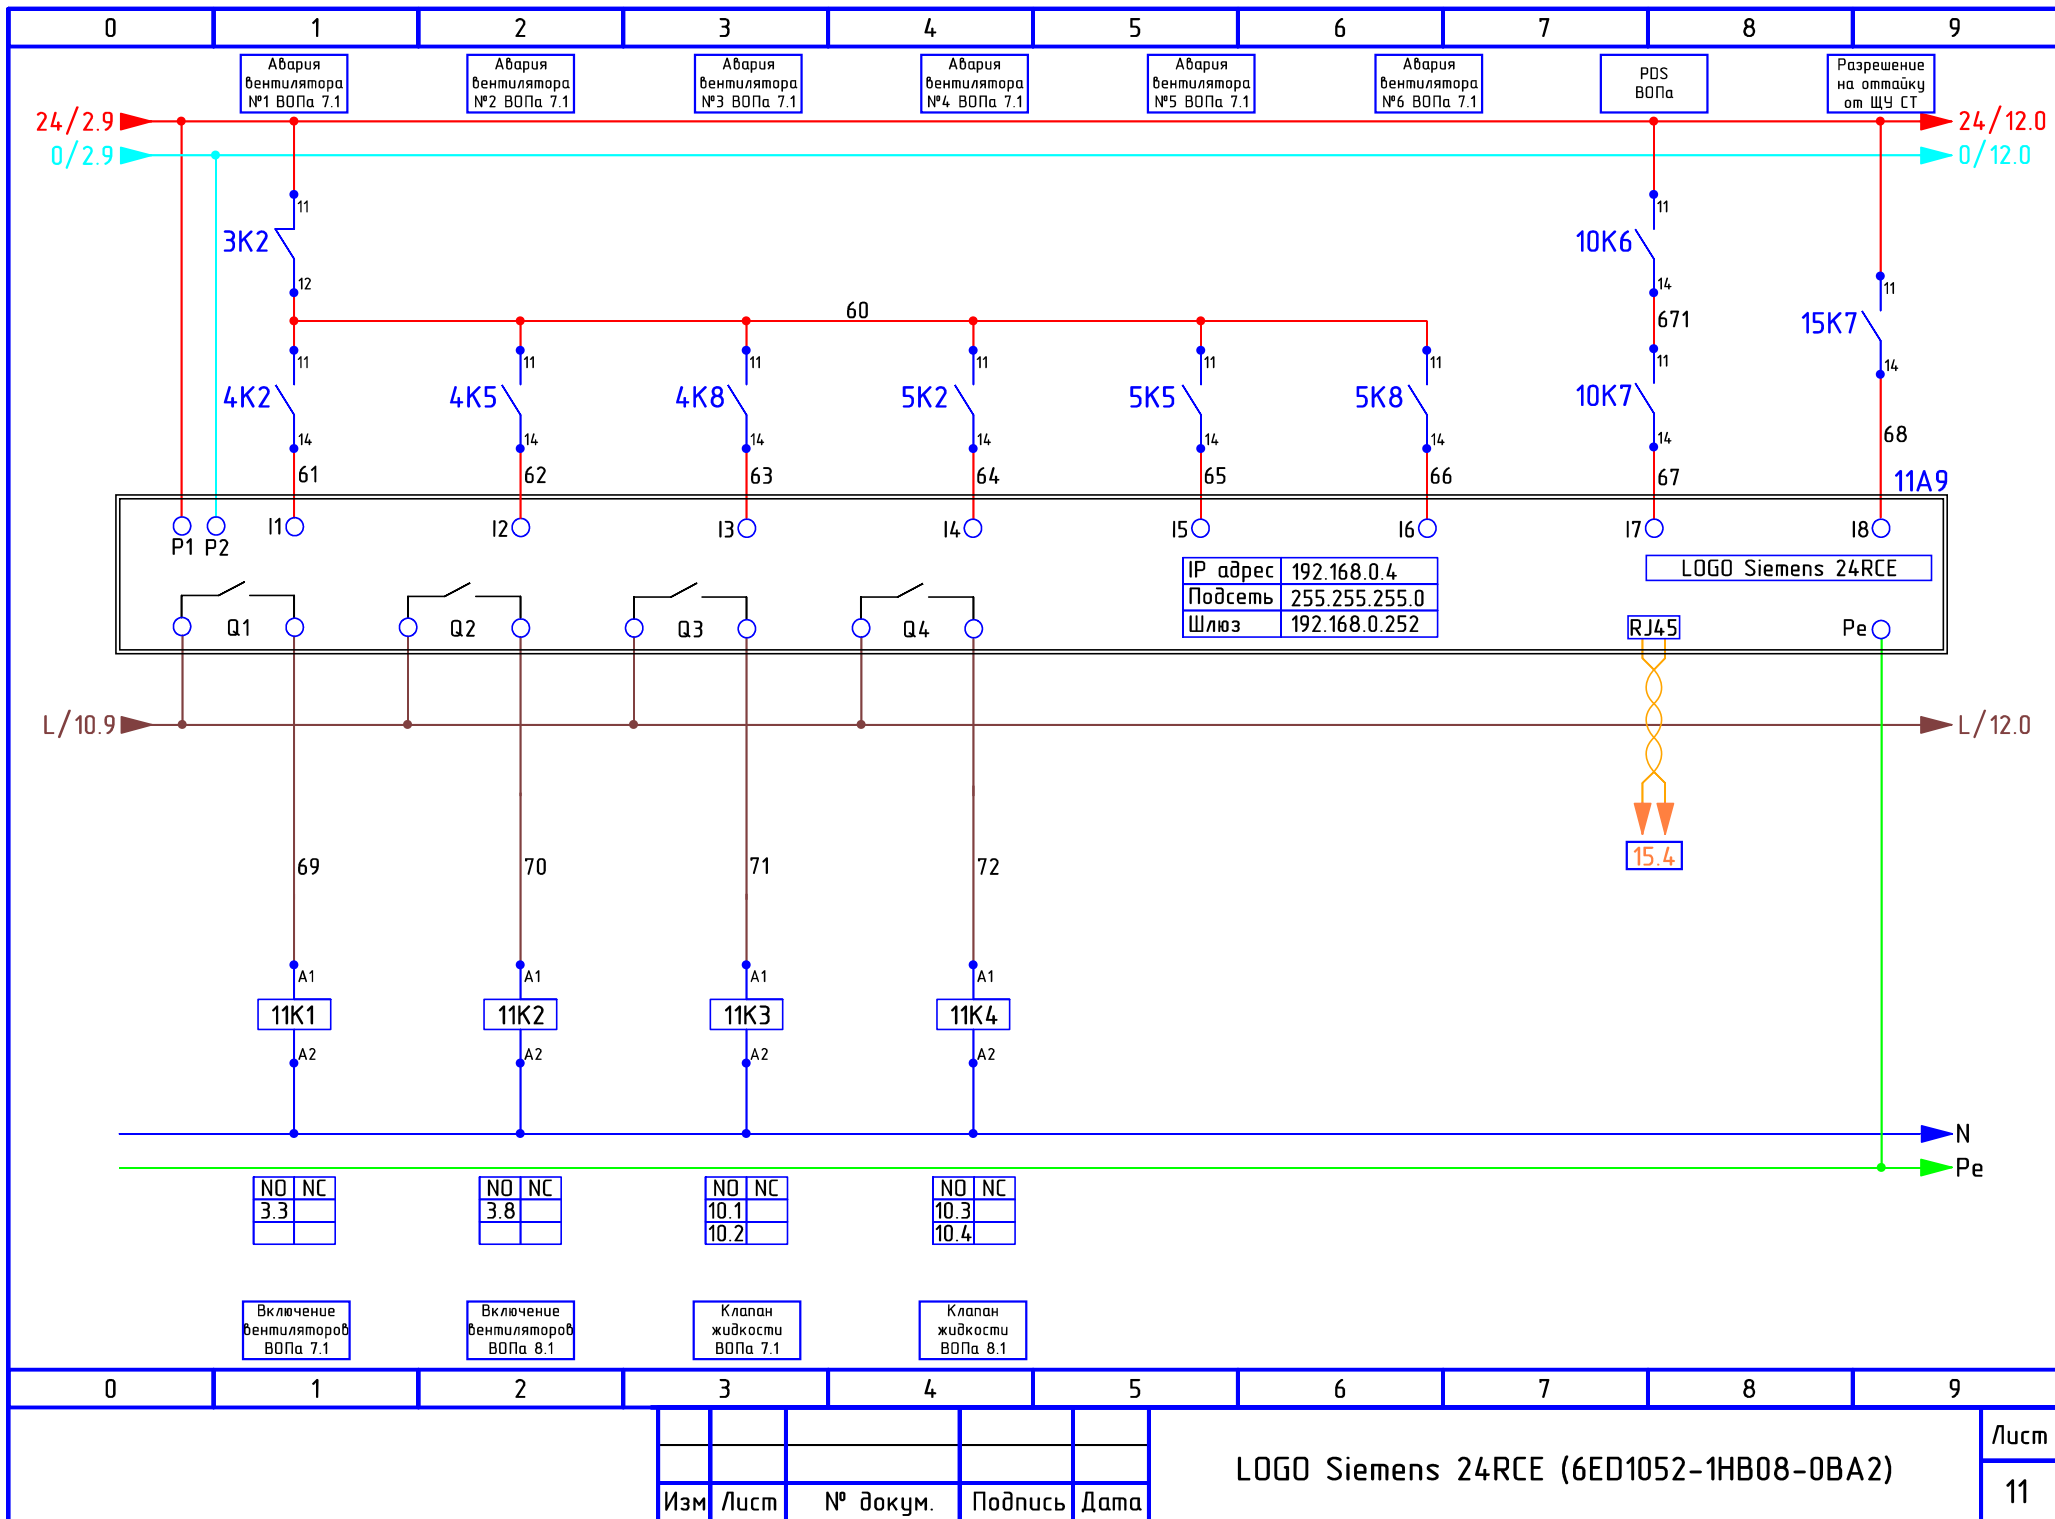 0 1 2 3 4 5 6 7 8 9
Авария
вентилятора
№1 ВОПа 7.1
Авария
вентилятора
№2 ВОПа 7.1
Авария
вентилятора
№3 ВОПа 7.1
Авария
вентилятора
№4 ВОПа 7.1
Авария
вентилятора
№5 ВОПа 7.1
Авария
вентилятора
№6 ВОПа 7.1
PDS
ВОПа
Разрешение
на оттайку
от ЩУ СТ
24/2.9 24/12.0
0/2.9 0/12.0
11 11
3K2 10K6
12 14
11
60 671 15K7
11 11 11 11 11 11 11 14
4K2 4K5 4K8 5K2 5K5 5K8 10K7
14 14 14 14 14 14 14 68
61 62 63 64 65 66 67 11A9
P1 P2 I1 I2 I3 I4 I5 I6 I7 I8
IP адрес 192.168.0.4
Подсеть 255.255.255.0
Шлюз 192.168.0.252
LOGO Siemens 24RCE
Q1 Q2 Q3 Q4 RJ45 Pe
L/10.9 L/12.0
15.4
69 70 71 72
A1 A1 A1 A1
11K1 11K2 11K3 11K4
A2 A2 A2 A2
N
Pe
NO NC NO NC NO NC NO NC
3.3 3.8 10.1 10.3
10.2 10.4
Включение
вентиляторов
ВОПа 7.1
Включение
вентиляторов
ВОПа 8.1
Клапан
жидкости
ВОПа 7.1
Клапан
жидкости
ВОПа 8.1
0 1 2 3 4 5 6 7 8 9
LOGO Siemens 24RCE (6ED1052-1HB08-0BA2)
Лист
11
Изм Лист № докум. Подпись Дата